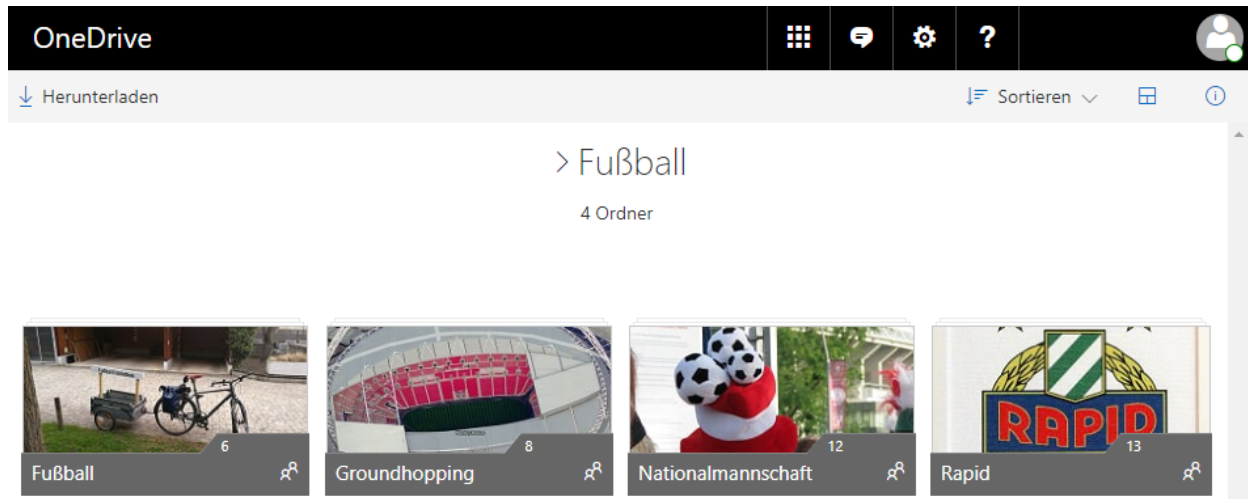 OneDrive
?
Herunterladen
Sortieren
> Fußball
4 Ordner
6
Fußball
8
Groundhopping
12
Nationalmannschaft
RAPID
13
Rapid